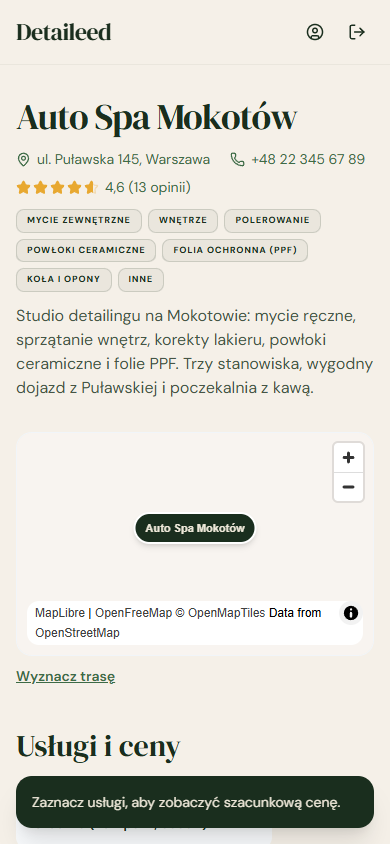 Detaileed
Auto Spa Mokotów
ul. Puławska 145, Warszawa +48 22 345 67 89
4,6 (13 opinii)
MYCIE ZEWNĘTRZNE WNĘTRZE POLEROWANIE
POWŁOKI CERAMICZNE FOLIA OCHRONNA (PPF)
KOŁA I OPONY INNE
Studio detailingu na Mokotowie: mycie ręczne,
sprzątanie wnętrz, korekty lakieru, powłoki
ceramiczne i folie PPF. Trzy stanowiska, wygodny
dojazd z Puławskiej i poczekalnia z kawą.
Auto Spa Mokotów
MapLibre | OpenFreeMap © OpenMapTiles Data from
OpenStreetMap
Wyznacz trasę
Usługi i ceny
Zaznacz usługi, aby zobaczyć szacunkową cenę.